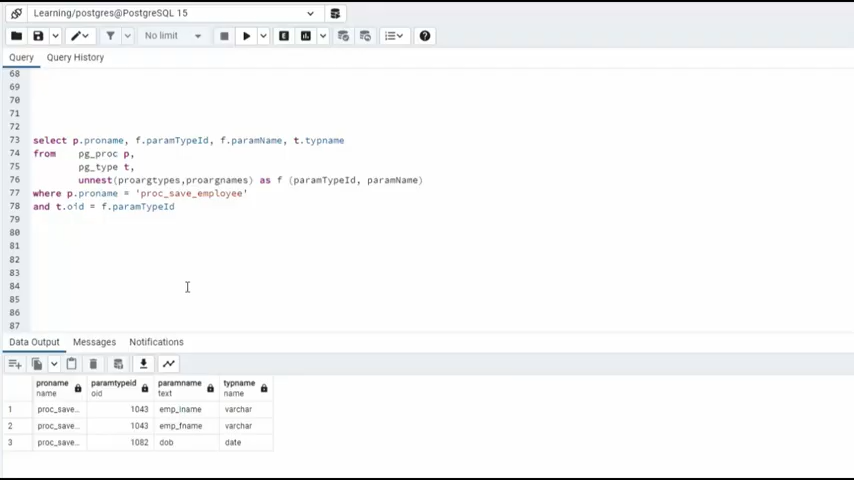 Learning/postgres@PostgreSQL 15
No limit
E
Query Query History
68
69
70
71
72
73 select p.proname, f.paramTypeId, f.paramName, t.typname
74 from pg_proc p,
75 pg_type t,
76 unnest(proargtypes,proargnames) as f (paramTypeId, paramName)
77 where p.proname = 'proc_save_employee'
78 and t.oid = f.paramTypeId
79
80
81
82
83
84
85
86
87
Data Output Messages Notifications
proname paramtypeid paramname typname
name oid text name
1 proc_save... 1043 emp_lname varchar
2 proc_save... 1043 emp_fname varchar
3 proc_save... 1082 dob date